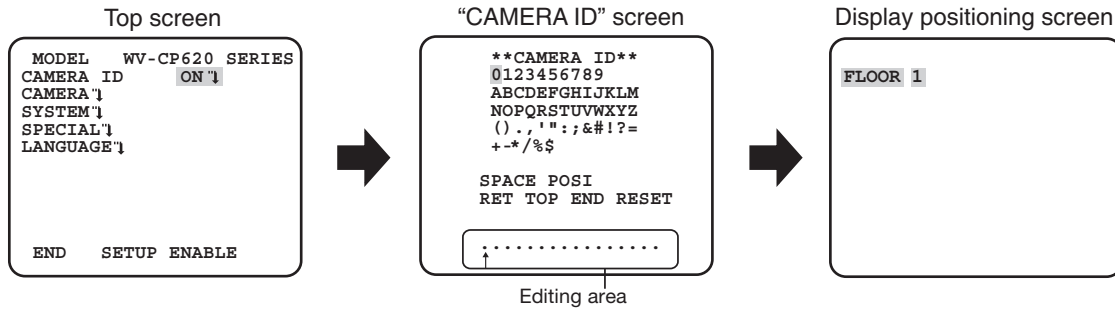 Top screen
MODEL WV-CP620 SERIES
CAMERA ID ON
CAMERA
SYSTEM
SPECIAL
LANGUAGE
END SETUP ENABLE
“CAMERA ID” screen
**CAMERA ID**
0123456789
ABCDEFGHIJKLM
NOPQRSTUVWXYZ
().,'":;&#!?=
+-*/%$
SPACE POSI
RET TOP END RESET
................
Editing area
Display positioning screen
FLOOR 1